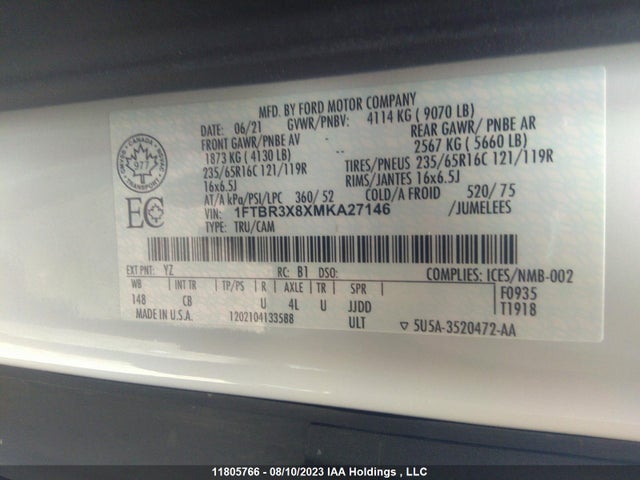 MFD. BY FORD MOTOR COMPANY
DATE: 06/21 GVWR/PNBV: 4114 KG ( 9070 LB)
FRONT GAWR/PNBE AV REAR GAWR/ PNBE AR
1873 KG ( 4130 LB) 2567 KG ( 5660 LB)
235/65R16C 121/119R TIRES/PNEUS 235/65R16C 121/119R
16x6.5J RIMS/JANTES 16x6.5J
AT/A kPa/PSI/LPC 360/ 52 COLD/A FROID 520/ 75
VIN: 1FTBR3X8XMKA27146 /JUMELEES
TYPE: TRU/CAM
CANADA
977
TRANSPORT
EC
EXT PNT: YZ RC: B1 DSO: COMPLIES: ICES/NMB-002
WB INT TR TP/PS R AXLE TR SPR F0935
148 CB U 4L U JJDD T1918
MADE IN U.S.A. 12021041335BB ULT ▽ 5U5A-3520472-AA
11805766 - 08/10/2023 IAA Holdings , LLC